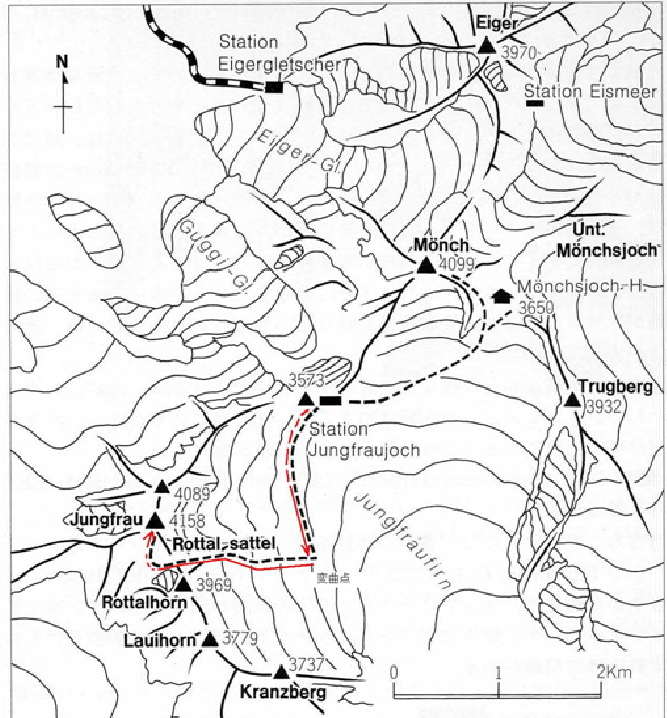 Eiger
3970
Station
Eigergletscher
N
Station Eismeer
Eiger-Gl.
Unt.
Mönchsjoch
Guggi-Gl.
Mönch
4099
Mönchsjoch-H.
3650
3573
Trugberg
3932
Station
Jungfraujoch
4089
Jungfrau
4158
Jungfraufirn
Rottal-sattel
変曲点
3969
Rottalhorn
Lauihorn
3779
3737
Kranzberg
0 1 2Km